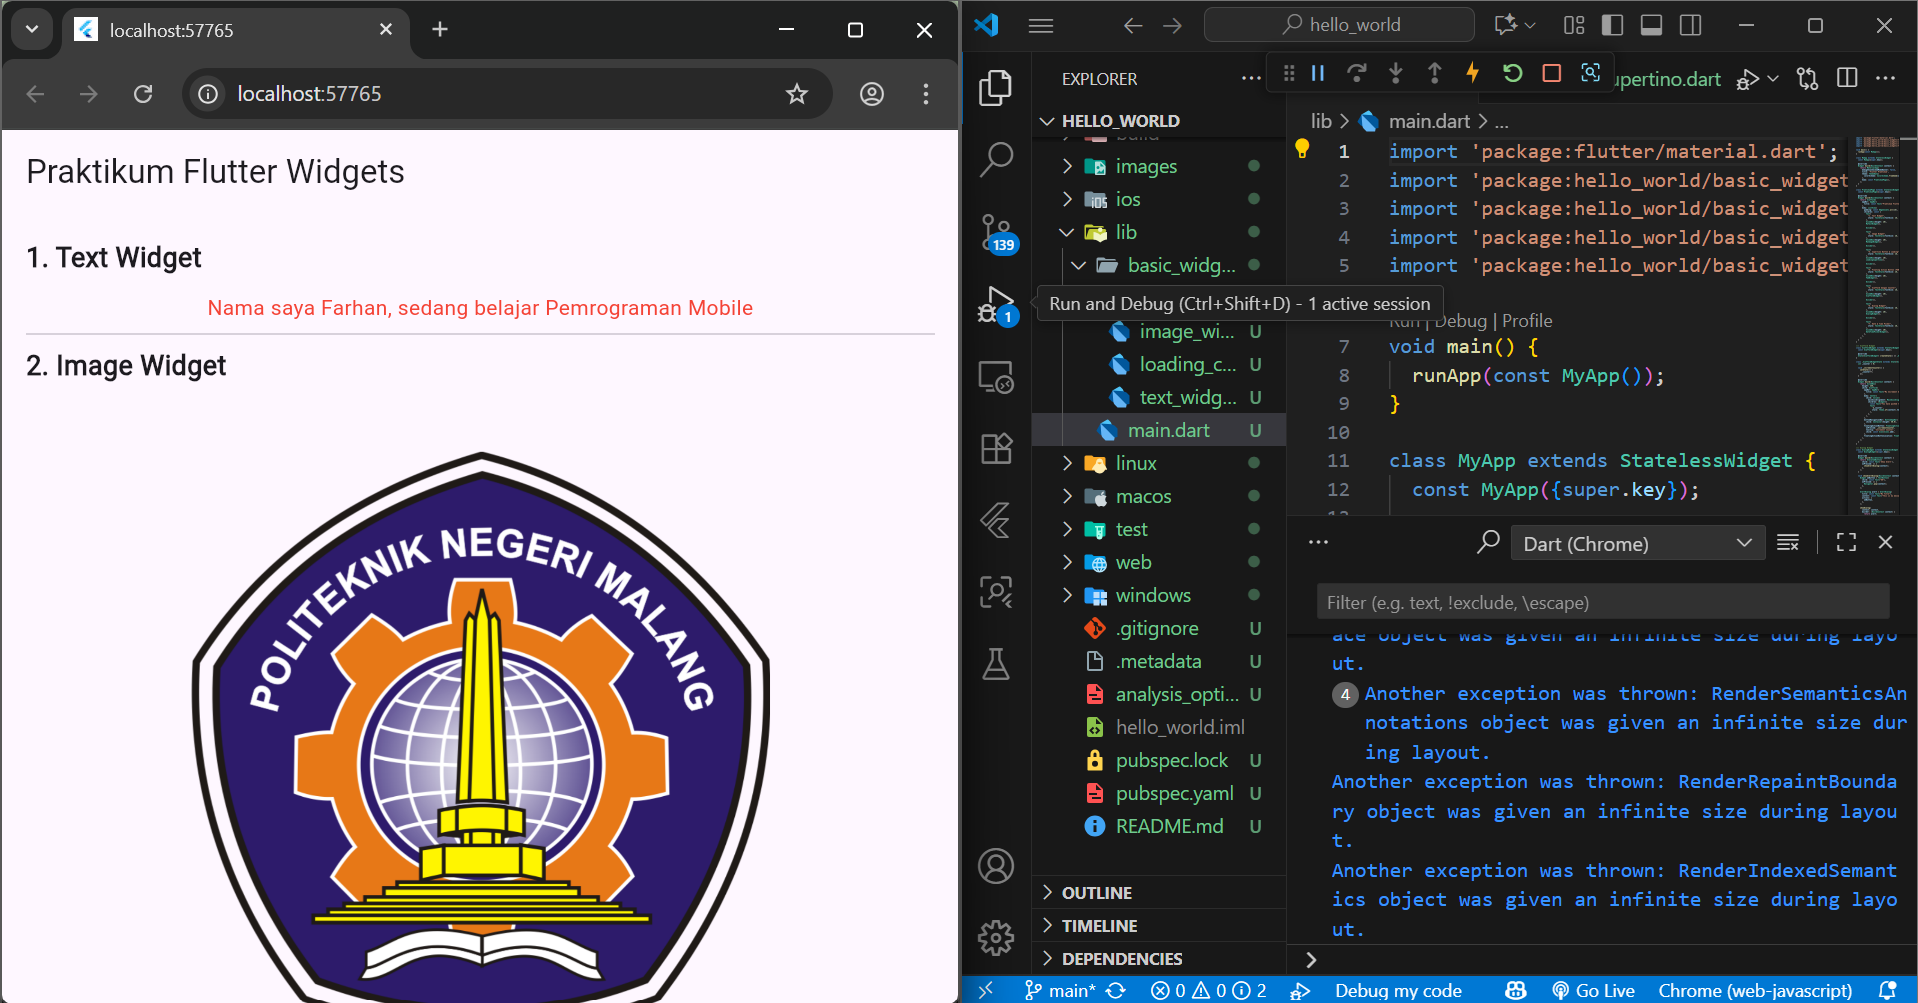 localhost:57765
localhost:57765
Praktikum Flutter Widgets
1. Text Widget
Nama saya Farhan, sedang belajar Pemrograman Mobile
2. Image Widget
POLITEKNIK NEGERI MALANG
hello_world
EXPLORER
HELLO_WORLD
images
ios
lib
basic_widg...
Run and Debug (Ctrl+Shift+D) - 1 active session
139
1
image_wi... U
loading_c... U
text_widg... U
main.dart U
linux
macos
test
web
windows
.gitignore U
.metadata U
analysis_opti... U
hello_world.iml
pubspec.lock U
pubspec.yaml U
README.md U
OUTLINE
TIMELINE
DEPENDENCIES
upertino.dart
lib > main.dart > ...
1 import 'package:flutter/material.dart';
2 import 'package:hello_world/basic_widget
3 import 'package:hello_world/basic_widget
4 import 'package:hello_world/basic_widget
5 import 'package:hello_world/basic_widget
Run | Debug | Profile
7 void main() {
8 runApp(const MyApp());
9 }
10
11 class MyApp extends StatelessWidget {
12 const MyApp({super.key});
Dart (Chrome)
Filter (e.g. text, !exclude, \escape)
ace object was given an infinite size during layo
ut.
4 Another exception was thrown: RenderSemanticsAn
notations object was given an infinite size dur
ing layout.
Another exception was thrown: RenderRepaintBounda
ry object was given an infinite size during layou
t.
Another exception was thrown: RenderIndexedSemant
ics object was given an infinite size during layo
ut.
>
main* 0 0 2 Debug my code Go Live Chrome (web-javascript)